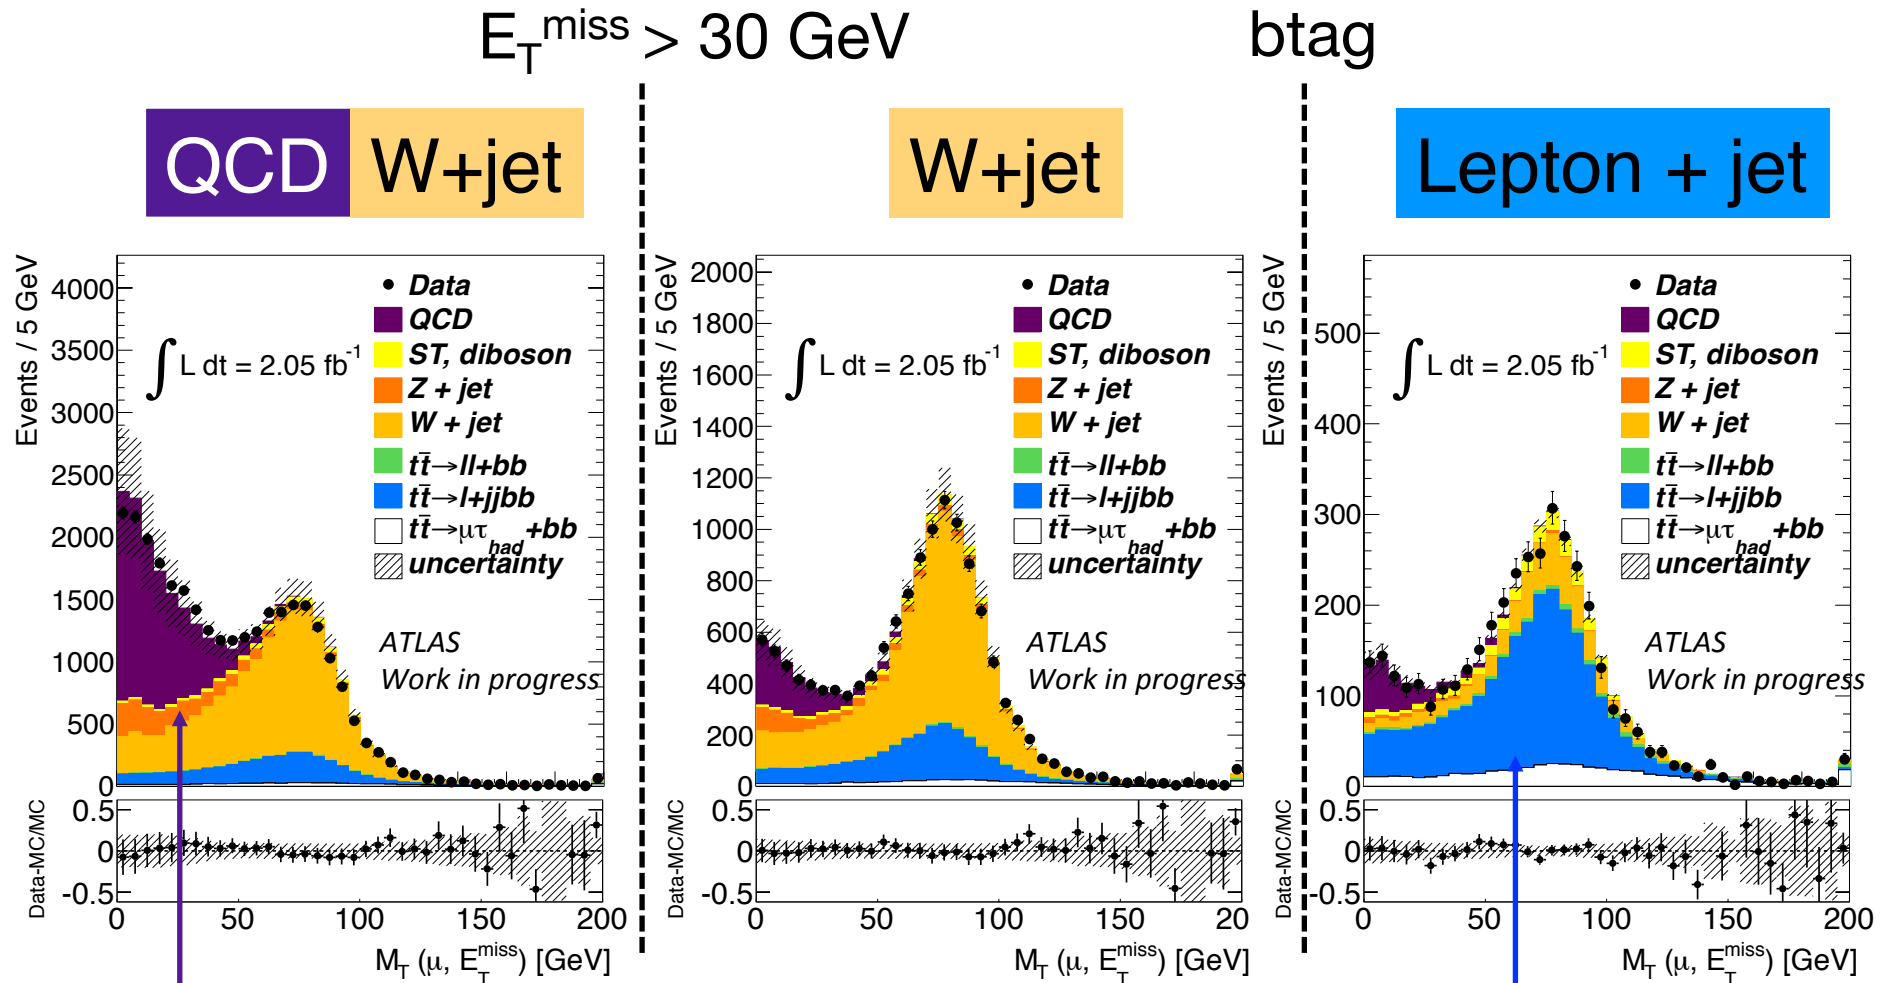 E_T^miss > 30 GeV
btag
QCD W+jet
W+jet
Lepton + jet
Events / 5 GeV
4000
3500
3000
2500
2000
1500
1000
500
0
Data
QCD
ST, diboson
Z + jet
W + jet
tt̄→ll+bb
tt̄→l+jjbb
tt̄→μτ_had+bb
uncertainty
∫ L dt = 2.05 fb^-1
ATLAS
Work in progress
Data-MC/MC
0.5
0
-0.5
0 50 100 150 200
M_T (μ, E_T^miss) [GeV]
Events / 5 GeV
2000
1800
1600
1400
1200
1000
800
600
400
200
0
Data
QCD
ST, diboson
Z + jet
W + jet
tt̄→ll+bb
tt̄→l+jjbb
tt̄→μτ_had+bb
uncertainty
∫ L dt = 2.05 fb^-1
ATLAS
Work in progress
Data-MC/MC
0.5
0
-0.5
0 50 100 150 200
M_T (μ, E_T^miss) [GeV]
Events / 5 GeV
500
400
300
200
100
0
Data
QCD
ST, diboson
Z + jet
W + jet
tt̄→ll+bb
tt̄→l+jjbb
tt̄→μτ_had+bb
uncertainty
∫ L dt = 2.05 fb^-1
ATLAS
Work in progress
Data-MC/MC
0.5
0
-0.5
0 50 100 150 200
M_T (μ, E_T^miss) [GeV]